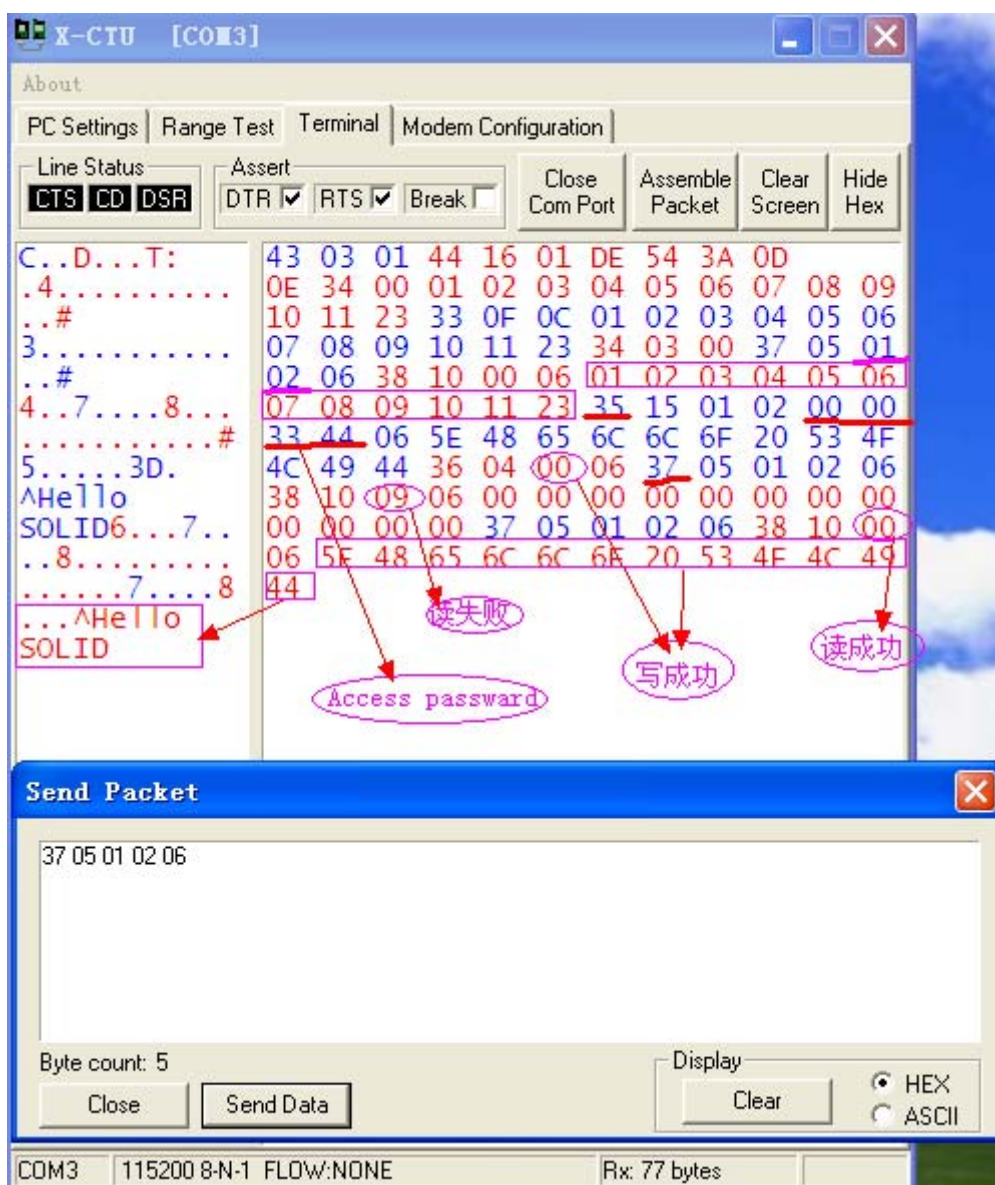 X-CTU [COM3]
About
PC Settings Range Test Terminal Modem Configuration
Line Status Assert
CTS CD DSR DTR RTS Break Close Com Port Assemble Packet Clear Screen Hide Hex
C..D...T: 43 03 01 44 16 01 DE 54 3A 0D
.4.......... 0E 34 00 01 02 03 04 05 06 07 08 09
..# 10 11 23 33 0F 0C 01 02 03 04 05 06
3........... 07 08 09 10 11 23 34 03 00 37 05 01
..# 02 06 38 10 00 06 01 02 03 04 05 06
4..7....8... 07 08 09 10 11 23 35 15 01 02 00 00
...........# 33 44 06 5E 48 65 6C 6C 6F 20 53 4F
5.....3D. 4C 49 44 36 04 00 06 37 05 01 02 06
^Hello 38 10 09 06 00 00 00 00 00 00 00 00
SOLID6...7.. 00 00 00 00 37 05 01 02 06 38 10 00
..8......... 06 5E 48 65 6C 6C 6F 20 53 4F 4C 49
.......7....8 44
...^Hello
SOLID
读失败
写成功
读成功
Access passward
Send Packet
37 05 01 02 06
Byte count: 5
Display
Close Send Data Clear HEX
ASCII
COM3 115200 8-N-1 FLOW:NONE Rx: 77 bytes